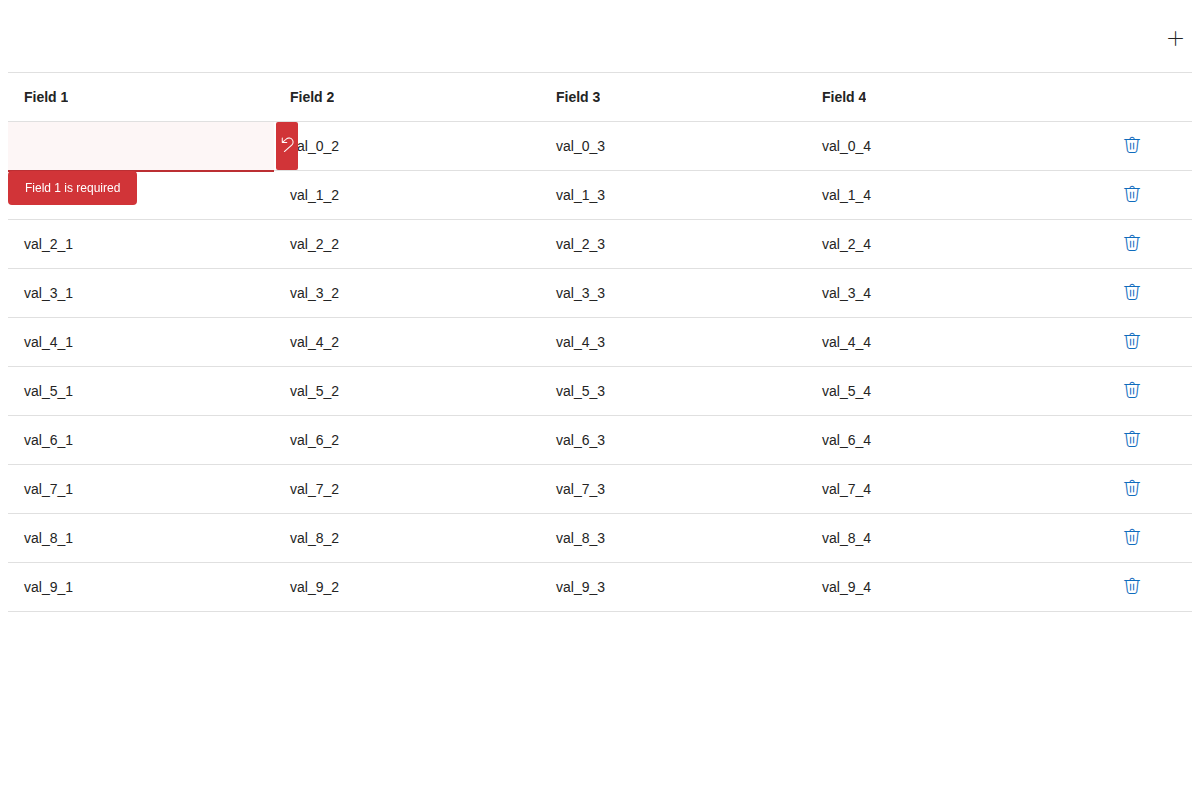 Field 1 Field 2 Field 3 Field 4
al_0_2 val_0_3 val_0_4
Field 1 is required val_1_2 val_1_3 val_1_4
val_2_1 val_2_2 val_2_3 val_2_4
val_3_1 val_3_2 val_3_3 val_3_4
val_4_1 val_4_2 val_4_3 val_4_4
val_5_1 val_5_2 val_5_3 val_5_4
val_6_1 val_6_2 val_6_3 val_6_4
val_7_1 val_7_2 val_7_3 val_7_4
val_8_1 val_8_2 val_8_3 val_8_4
val_9_1 val_9_2 val_9_3 val_9_4